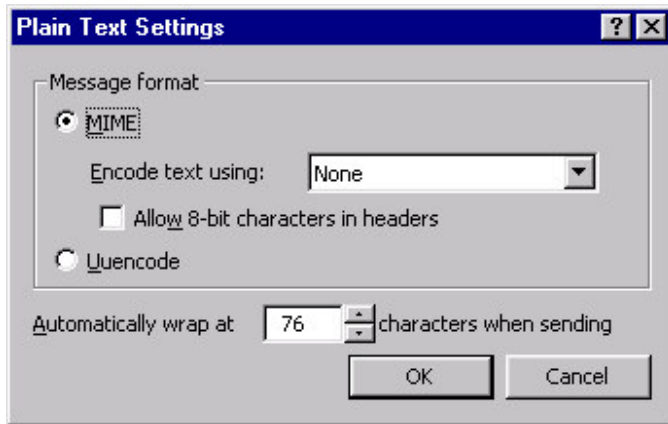 Plain Text Settings
Message format
MIME
Encode text using: None
Allow 8-bit characters in headers
Uuencode
Automatically wrap at 76 characters when sending
OK Cancel